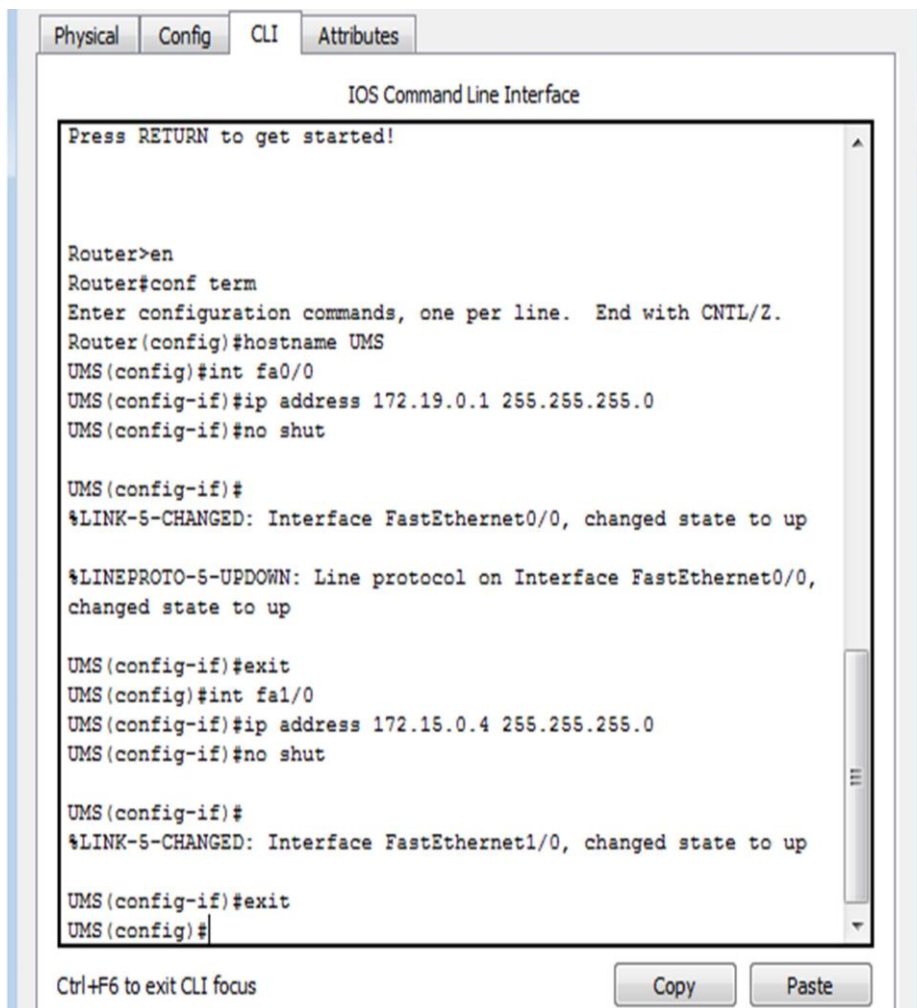 Physical Config CLI Attributes
IOS Command Line Interface
Press RETURN to get started!
Router>en
Router#conf term
Enter configuration commands, one per line.  End with CNTL/Z.
Router(config)#hostname UMS
UMS(config)#int fa0/0
UMS(config-if)#ip address 172.19.0.1 255.255.255.0
UMS(config-if)#no shut
UMS(config-if)#
%LINK-5-CHANGED: Interface FastEthernet0/0, changed state to up
%LINEPROTO-5-UPDOWN: Line protocol on Interface FastEthernet0/0,
changed state to up
UMS(config-if)#exit
UMS(config)#int fa1/0
UMS(config-if)#ip address 172.15.0.4 255.255.255.0
UMS(config-if)#no shut
UMS(config-if)#
%LINK-5-CHANGED: Interface FastEthernet1/0, changed state to up
UMS(config-if)#exit
UMS(config)#
Ctrl+F6 to exit CLI focus Copy Paste